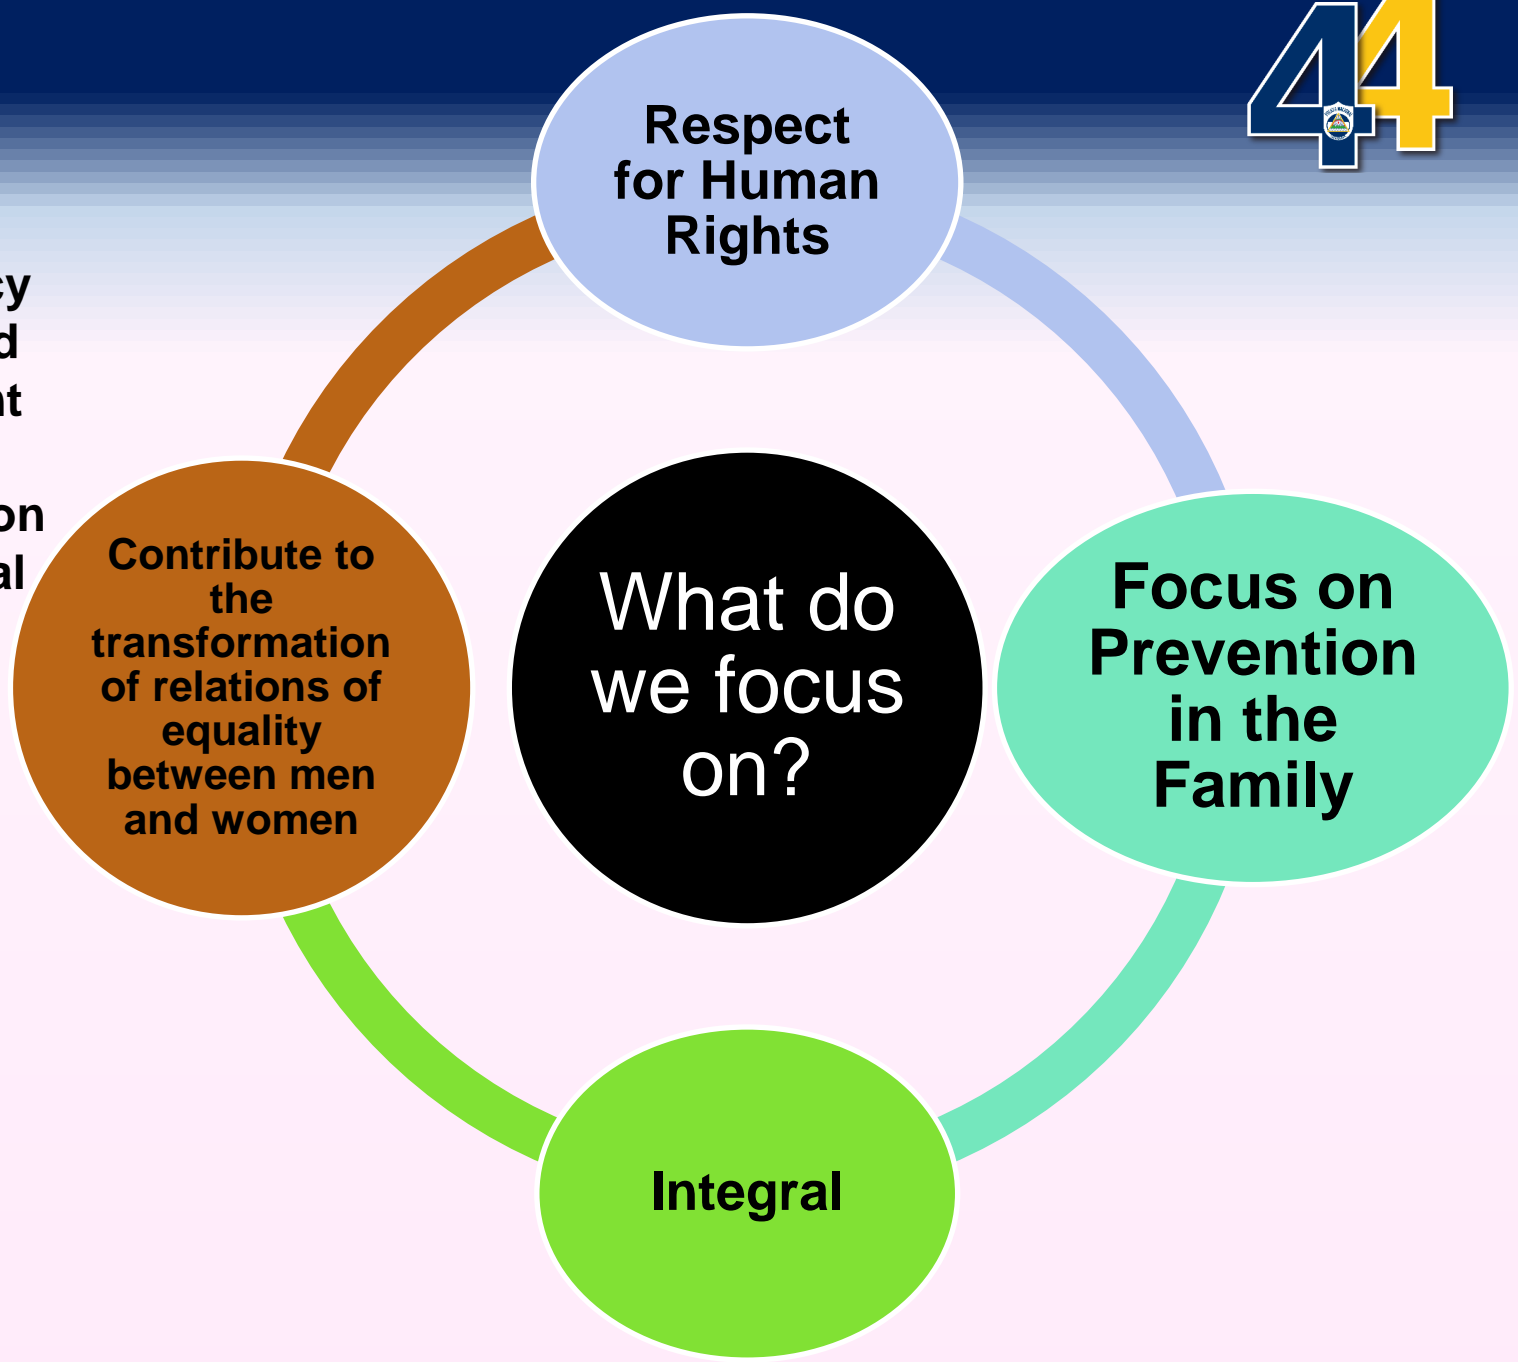 44
Respect
for Human
Rights
Contribute to
the
transformation
of relations of
equality
between men
and women
What do
we focus
on?
Focus on
Prevention
in the
Family
Integral